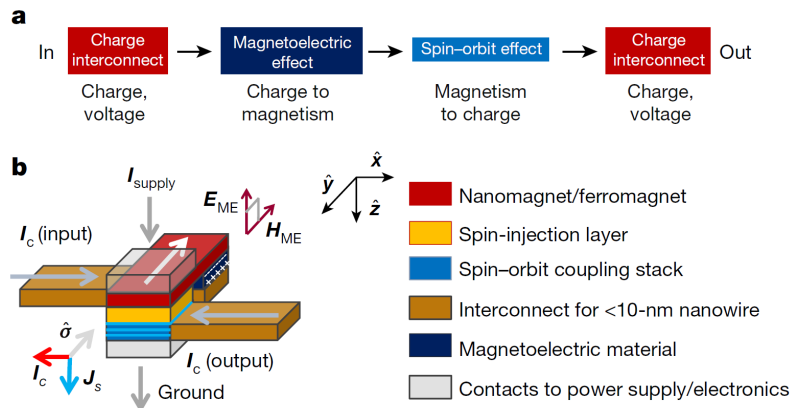 a
In
Charge
interconnect
Magnetoelectric
effect
Spin–orbit effect
Charge
interconnect
Out
Charge,
voltage
Charge to
magnetism
Magnetism
to charge
Charge,
voltage
b
I supply
E ME
H ME
x̂
ŷ
ẑ
I c (input)
σ̂
I C
J s
I c (output)
Ground
Nanomagnet/ferromagnet
Spin-injection layer
Spin–orbit coupling stack
Interconnect for <10-nm nanowire
Magnetoelectric material
Contacts to power supply/electronics